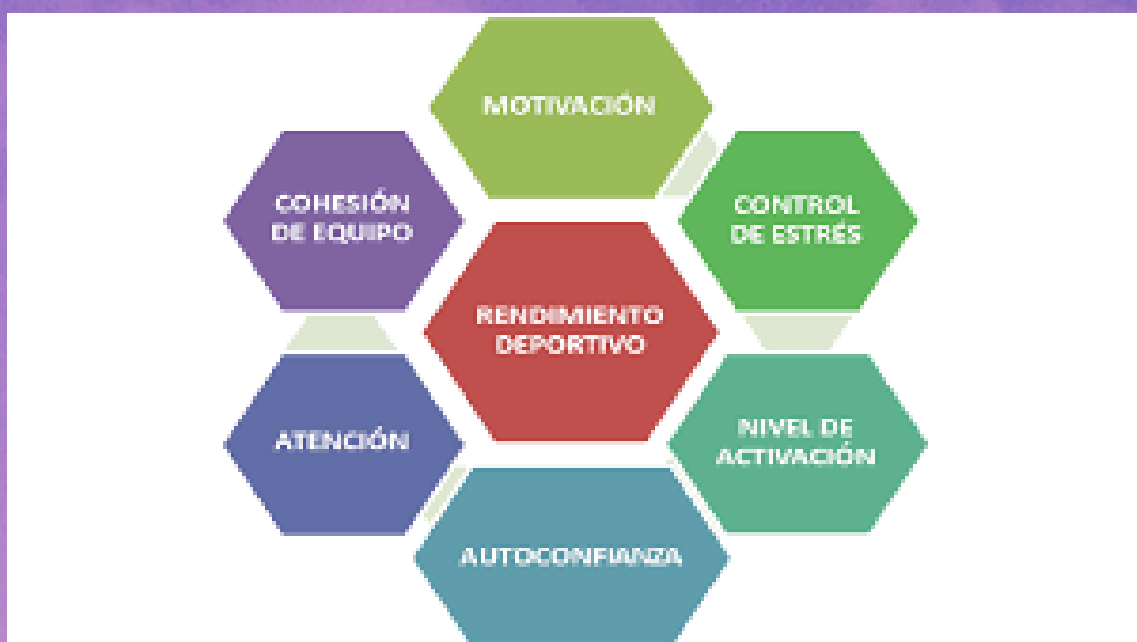 MOTIVACIÓN
COHESIÓN
DE EQUIPO
CONTROL
DE ESTRÉS
RENDIMIENTO
DEPORTIVO
ATENCIÓN
NIVEL DE
ACTIVACIÓN
AUTOCONFIANZA